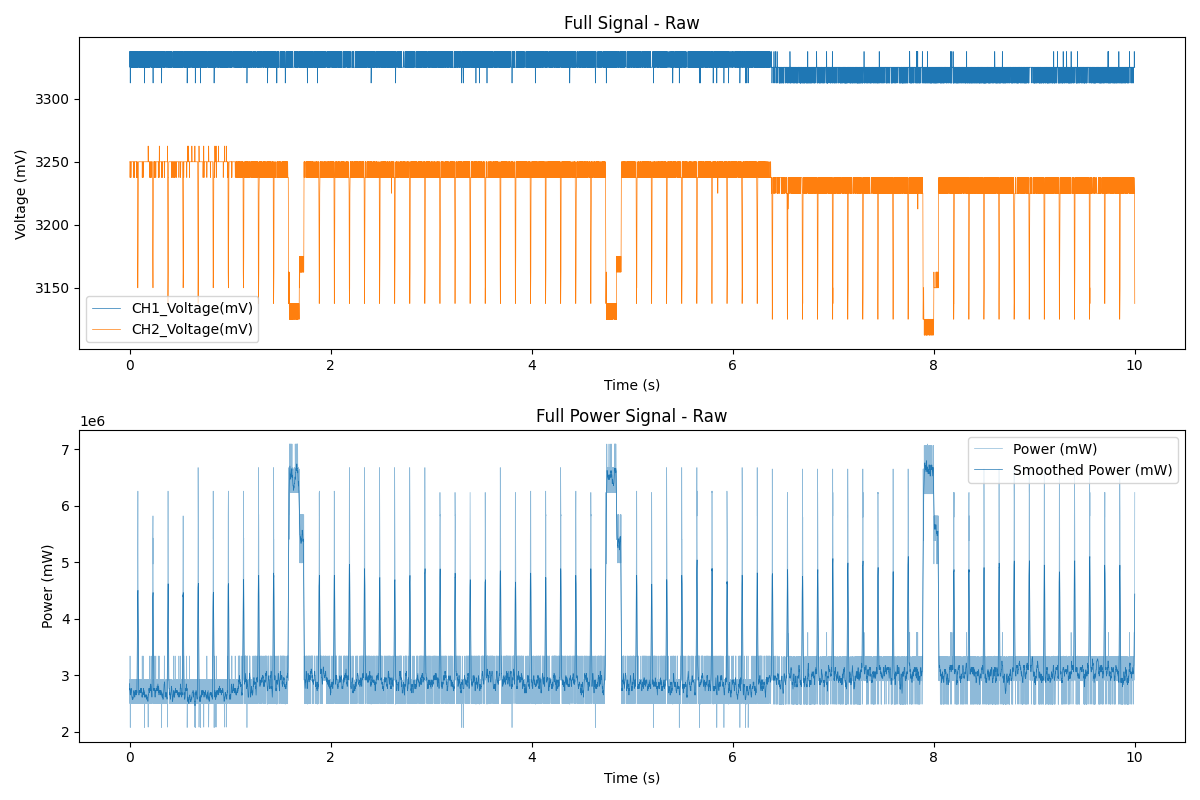 Full Signal - Raw
Voltage (mV)
3300
3250
3200
3150
CH1_Voltage(mV)
CH2_Voltage(mV)
0 2 4 6 8 10
Time (s)
Full Power Signal - Raw
1e6
Power (mW)
7
6
5
4
3
2
Power (mW)
Smoothed Power (mW)
0 2 4 6 8 10
Time (s)